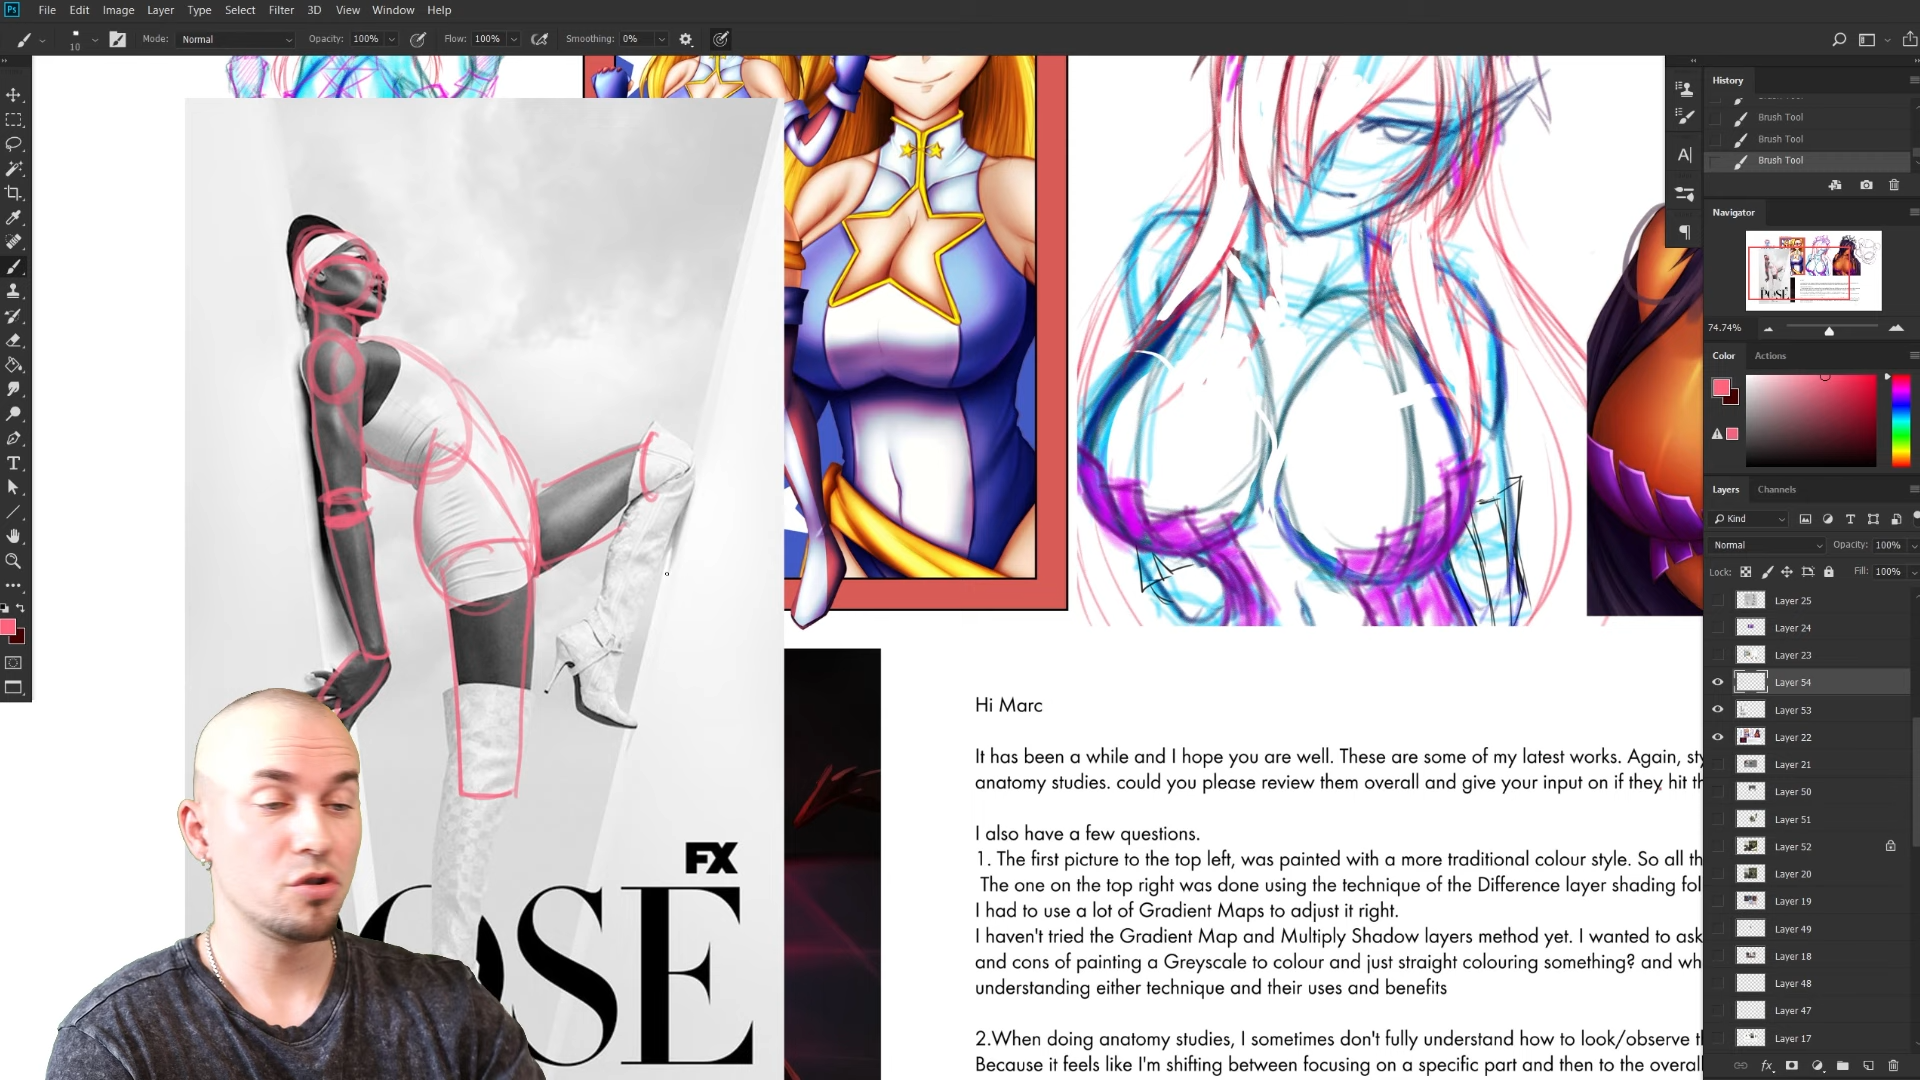 Ps File Edit Image Layer Type Select Filter 3D View Window Help
10 Mode: Normal Opacity: 100% Flow: 100% Smoothing: 0%
History
Brush Tool
Brush Tool
Brush Tool
Navigator
74.74%
Color Actions
Layers Channels
Kind
Normal Opacity: 100%
Lock: Fill: 100%
Layer 25
Layer 24
Layer 23
Layer 54
Layer 53
Layer 22
Layer 21
Layer 50
Layer 51
Layer 52
Layer 20
Layer 19
Layer 49
Layer 18
Layer 48
Layer 47
Layer 17
FX
OSE
Hi Marc
It has been a while and I hope you are well. These are some of my latest works. Again, sty
anatomy studies. could you please review them overall and give your input on if they hit th
I also have a few questions.
1. The first picture to the top left, was painted with a more traditional colour style. So all th
The one on the top right was done using the technique of the Difference layer shading fol
I had to use a lot of Gradient Maps to adjust it right.
I haven't tried the Gradient Map and Multiply Shadow layers method yet. I wanted to ask
and cons of painting a Greyscale to colour and just straight colouring something? and wh
understanding either technique and their uses and benefits
2.When doing anatomy studies, I sometimes don't fully understand how to look/observe t
Because it feels like I'm shifting between focusing on a specific part and then to the overal